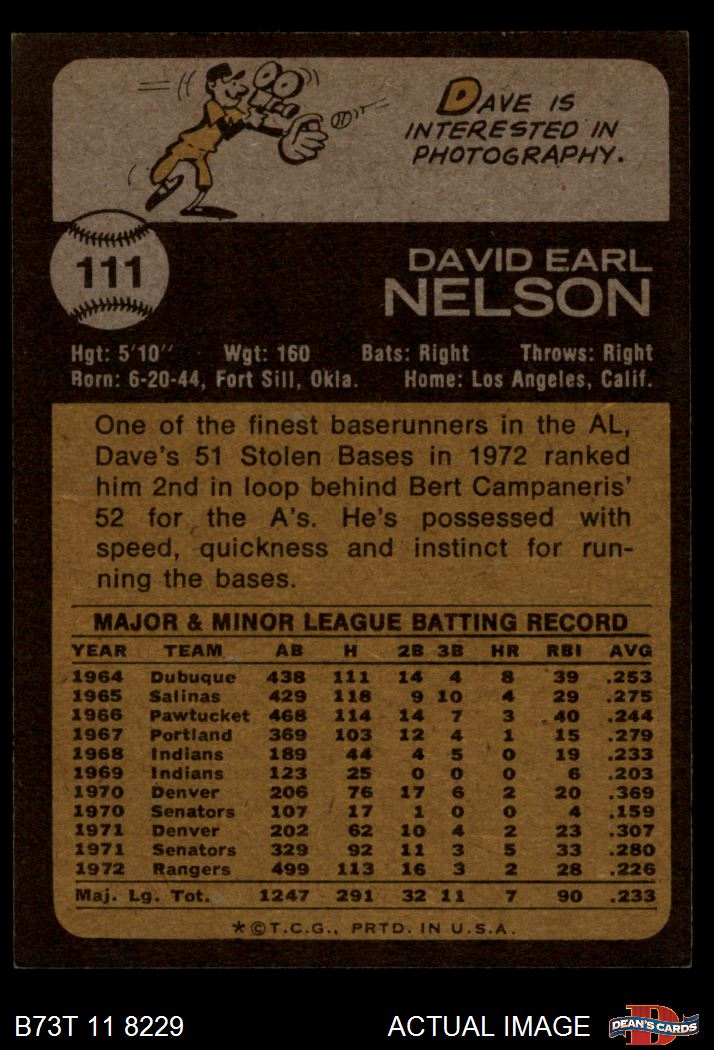 DAVE IS
INTERESTED IN
PHOTOGRAPHY.
111
DAVID EARL
NELSON
Hgt: 5'10" Wgt: 160 Bats: Right Throws: Right
Born: 6-20-44, Fort Sill, Okla. Home: Los Angeles, Calif.
One of the finest baserunners in the AL,
Dave's 51 Stolen Bases in 1972 ranked
him 2nd in loop behind Bert Campaneris'
52 for the A's. He's possessed with
speed, quickness and instinct for run-
ning the bases.
MAJOR & MINOR LEAGUE BATTING RECORD
YEAR TEAM AB H 2B 3B HR RBI AVG
1964 Dubuque 438 111 14 4 8 39 .253
1965 Salinas 429 118 9 10 4 29 .275
1966 Pawtucket 468 114 14 7 3 40 .244
1967 Portland 369 103 12 4 1 15 .279
1968 Indians 189 44 4 5 0 19 .233
1969 Indians 123 25 0 0 0 6 .203
1970 Denver 206 76 17 6 2 20 .369
1970 Senators 107 17 1 0 0 4 .159
1971 Denver 202 62 10 4 2 23 .307
1971 Senators 329 92 11 3 5 33 .280
1972 Rangers 499 113 16 3 2 28 .226
Maj. Lg. Tot. 1247 291 32 11 7 90 .233
*©T.C.G., PRTD. IN U.S.A.
B73T 11 8229 ACTUAL IMAGE DEAN'S CARDS